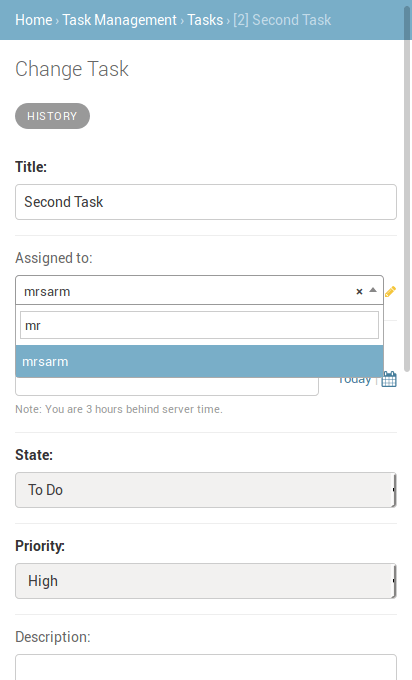 Home › Task Management › Tasks › [2] Second Task
Change Task
HISTORY
Title:
Second Task
Assigned to:
mrsarm × 
mr
mrsarm
Today |
Note: You are 3 hours behind server time.
State:
To Do
Priority:
High
Description: